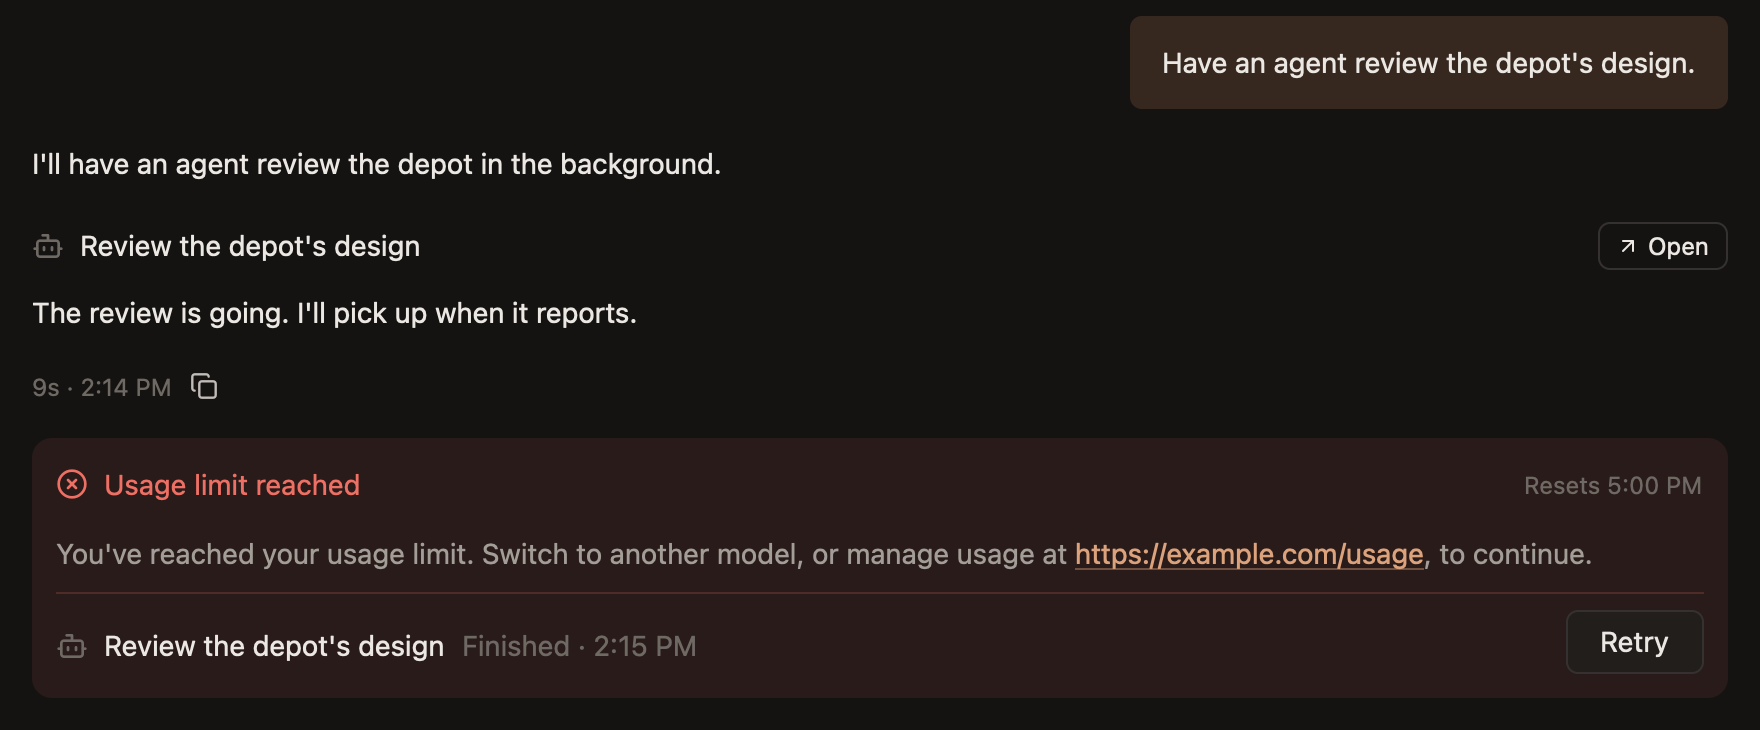 Have an agent review the depot's design.
I'll have an agent review the depot in the background.
Review the depot's design
Open
The review is going. I'll pick up when it reports.
9s · 2:14 PM
Usage limit reached
Resets 5:00 PM
You've reached your usage limit. Switch to another model, or manage usage at https://example.com/usage, to continue.
Review the depot's design Finished · 2:15 PM
Retry